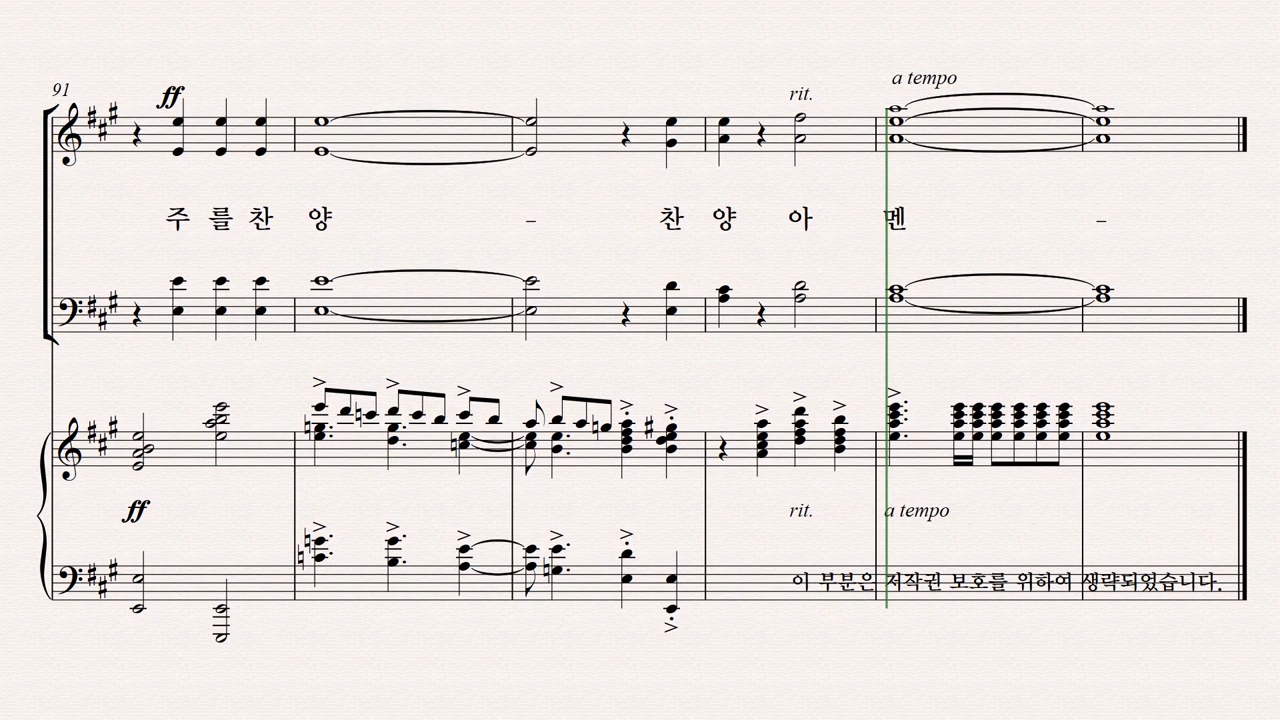 91
ff
rit.
a tempo
주 를 찬 양 – 찬 양 아 멘 –
ff
rit.
a tempo
이 부분은 저작권 보호를 위하여 생략되었습니다.